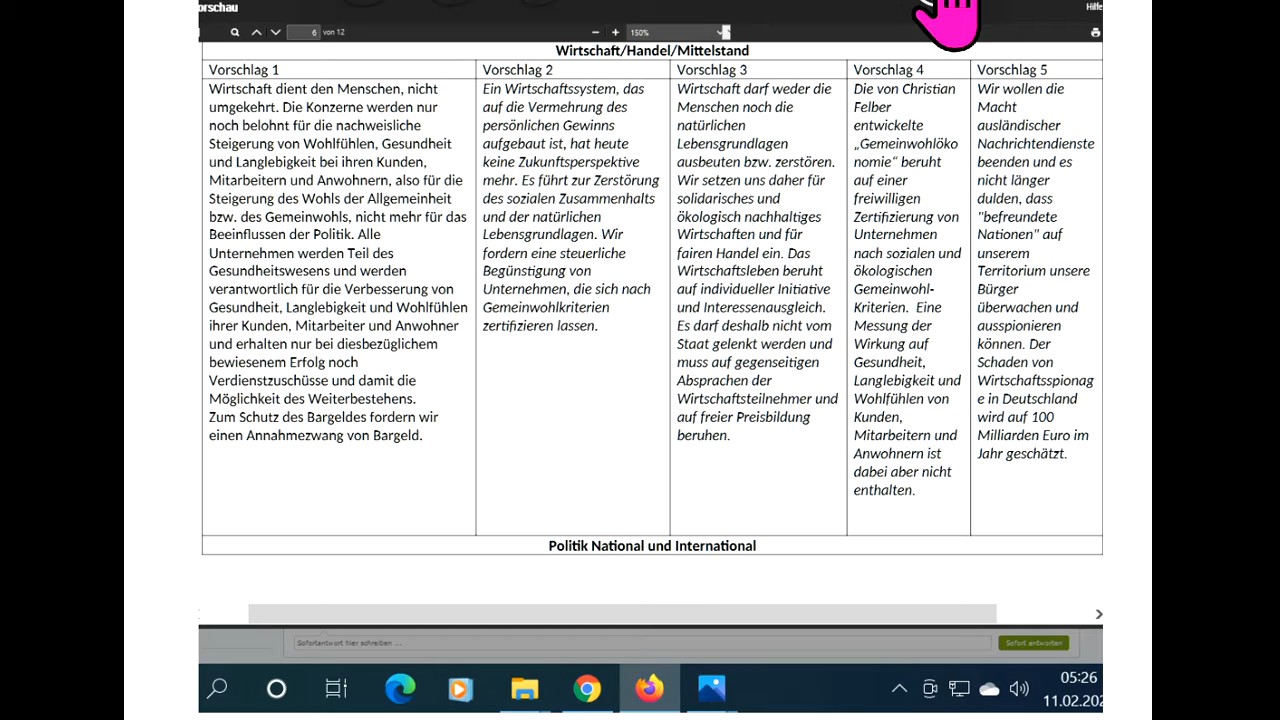 orschau
Hilfe
6 von 12
150%
Wirtschaft/Handel/Mittelstand
Vorschlag 1
Wirtschaft dient den Menschen, nicht
umgekehrt. Die Konzerne werden nur
noch belohnt für die nachweisliche
Steigerung von Wohlfühlen, Gesundheit
und Langlebigkeit bei ihren Kunden,
Mitarbeitern und Anwohnern, also für die
Steigerung des Wohls der Allgemeinheit
bzw. des Gemeinwohls, nicht mehr für das
Beeinflussen der Politik. Alle
Unternehmen werden Teil des
Gesundheitswesens und werden
verantwortlich für die Verbesserung von
Gesundheit, Langlebigkeit und Wohlfühlen
ihrer Kunden, Mitarbeiter und Anwohner
und erhalten nur bei diesbezüglichem
bewiesenem Erfolg noch
Verdienstzuschüsse und damit die
Möglichkeit des Weiterbestehens.
Zum Schutz des Bargeldes fordern wir
einen Annahmezwang von Bargeld.
Vorschlag 2
Ein Wirtschaftssystem, das
auf die Vermehrung des
persönlichen Gewinns
aufgebaut ist, hat heute
keine Zukunftsperspektive
mehr. Es führt zur Zerstörung
des sozialen Zusammenhalts
und der natürlichen
Lebensgrundlagen. Wir
fordern eine steuerliche
Begünstigung von
Unternehmen, die sich nach
Gemeinwohlkriterien
zertifizieren lassen.
Vorschlag 3
Wirtschaft darf weder die
Menschen noch die
natürlichen
Lebensgrundlagen
ausbeuten bzw. zerstören.
Wir setzen uns daher für
solidarisches und
ökologisch nachhaltiges
Wirtschaften und für
fairen Handel ein. Das
Wirtschaftsleben beruht
auf individueller Initiative
und Interessenausgleich.
Es darf deshalb nicht vom
Staat gelenkt werden und
muss auf gegenseitigen
Absprachen der
Wirtschaftsteilnehmer und
auf freier Preisbildung
beruhen.
Vorschlag 4
Die von Christian
Felber
entwickelte
„Gemeinwohlöko
nomie“ beruht
auf einer
freiwilligen
Zertifizierung von
Unternehmen
nach sozialen und
ökologischen
Gemeinwohl-
Kriterien. Eine
Messung der
Wirkung auf
Gesundheit,
Langlebigkeit und
Wohlfühlen von
Kunden,
Mitarbeitern und
Anwohnern ist
dabei aber nicht
enthalten.
Vorschlag 5
Wir wollen die
Macht
ausländischer
Nachrichtendienste
beenden und es
nicht länger
dulden, dass
"befreundete
Nationen" auf
unserem
Territorium unsere
Bürger
überwachen und
ausspionieren
können. Der
Schaden von
Wirtschaftsspionag
e in Deutschland
wird auf 100
Milliarden Euro im
Jahr geschätzt.
Politik National und International
Sofortantwort hier schreiben ...
Sofort antworten
05:26
11.02.202